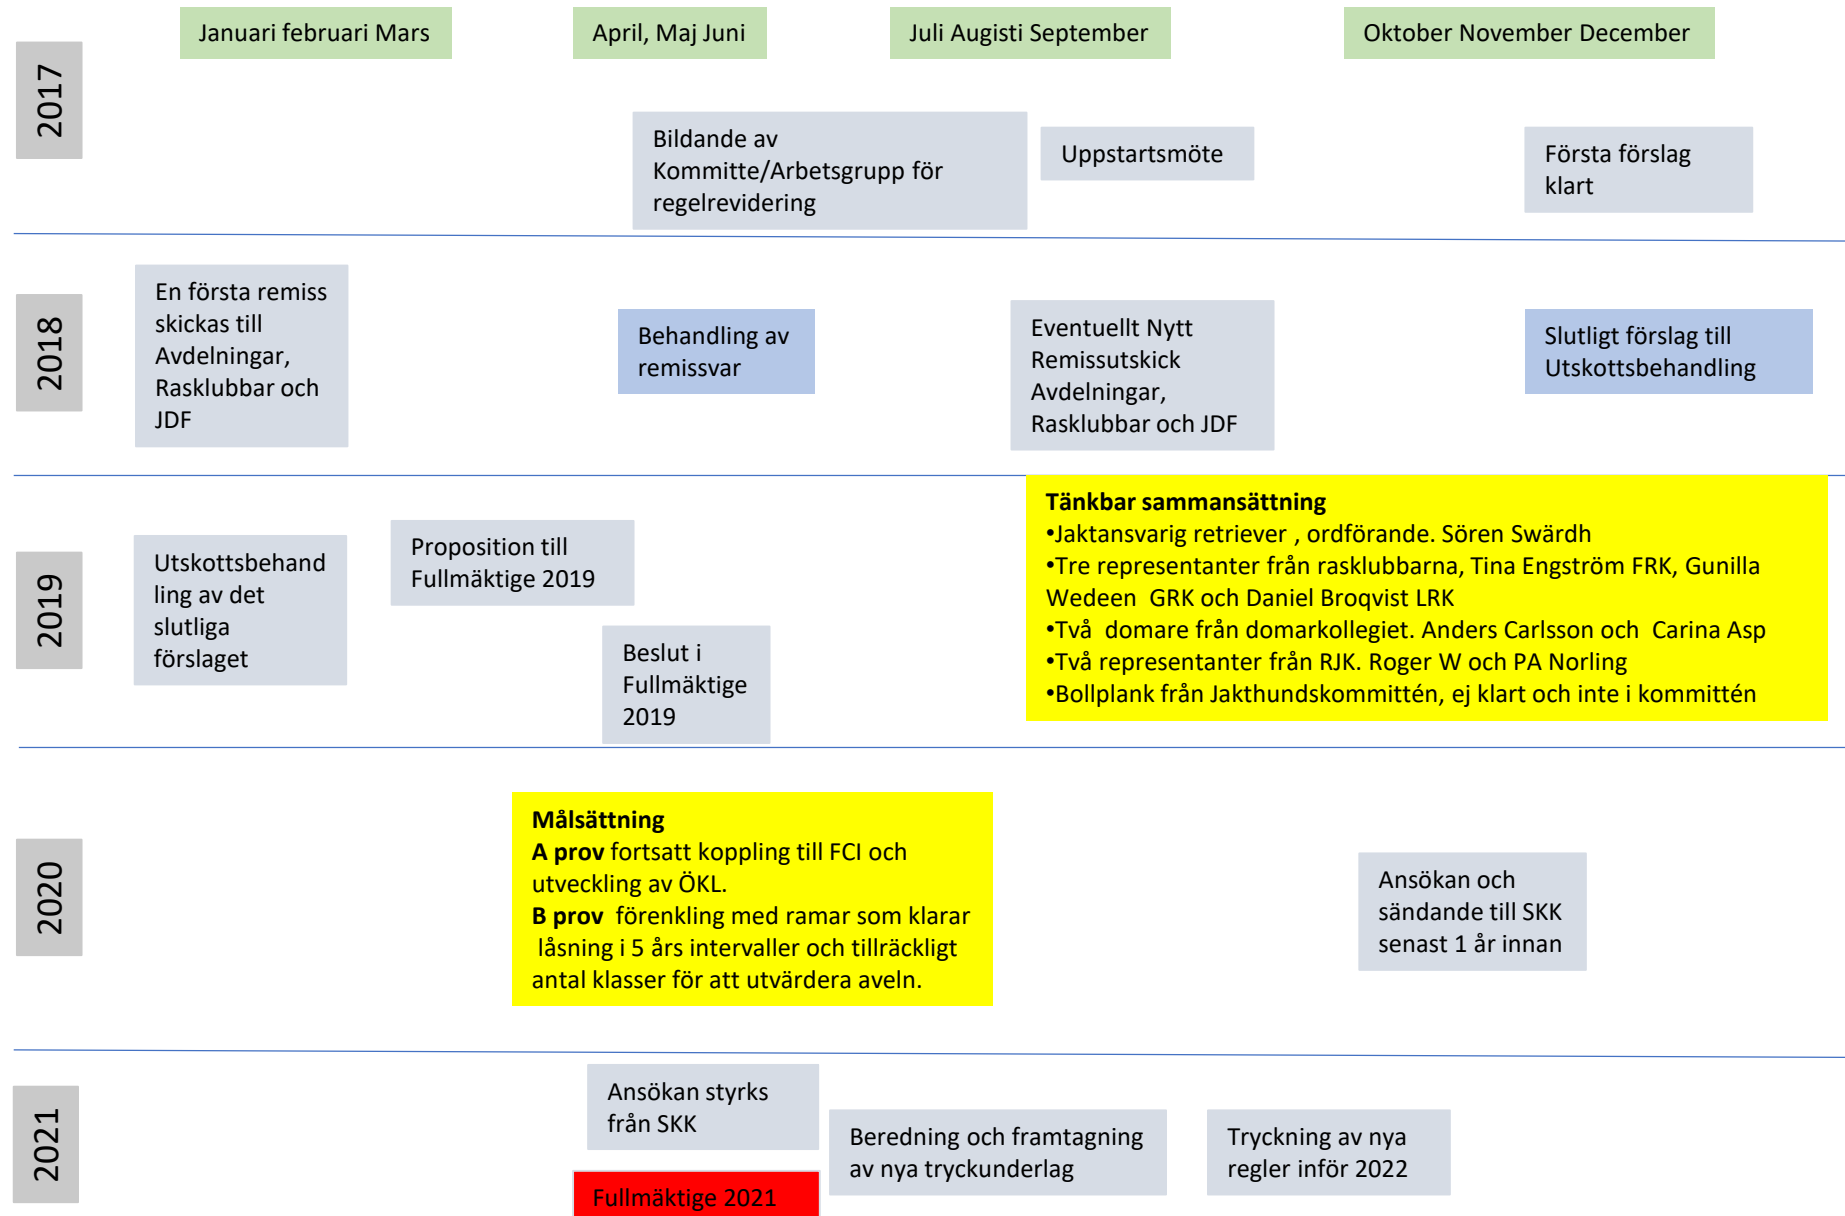 Januari februari Mars
April, Maj Juni
Juli Augisti September
Oktober November December
2017
Bildande av
Kommitte/Arbetsgrupp för
regelrevidering
Uppstartsmöte
Första förslag
klart
2018
En första remiss
skickas till
Avdelningar,
Rasklubbar och
JDF
Behandling av
remissvar
Eventuellt Nytt
Remissutskick
Avdelningar,
Rasklubbar och JDF
Slutligt förslag till
Utskottsbehandling
2019
Utskottsbehand
ling av det
slutliga
förslaget
Proposition till
Fullmäktige 2019
Beslut i
Fullmäktige
2019
Tänkbar sammansättning
•Jaktansvarig retriever , ordförande. Sören Swärdh
•Tre representanter från rasklubbarna, Tina Engström FRK, Gunilla
Wedeen  GRK och Daniel Broqvist LRK
•Två  domare från domarkollegiet. Anders Carlsson och  Carina Asp
•Två representanter från RJK. Roger W och PA Norling
•Bollplank från Jakthundskommittén, ej klart och inte i kommittén
2020
Målsättning
A prov fortsatt koppling till FCI och
utveckling av ÖKL.
B prov  förenkling med ramar som klarar
låsning i 5 års intervaller och tillräckligt
antal klasser för att utvärdera aveln.
Ansökan och
sändande till SKK
senast 1 år innan
2021
Ansökan styrks
från SKK
Fullmäktige 2021
Beredning och framtagning
av nya tryckunderlag
Tryckning av nya
regler inför 2022